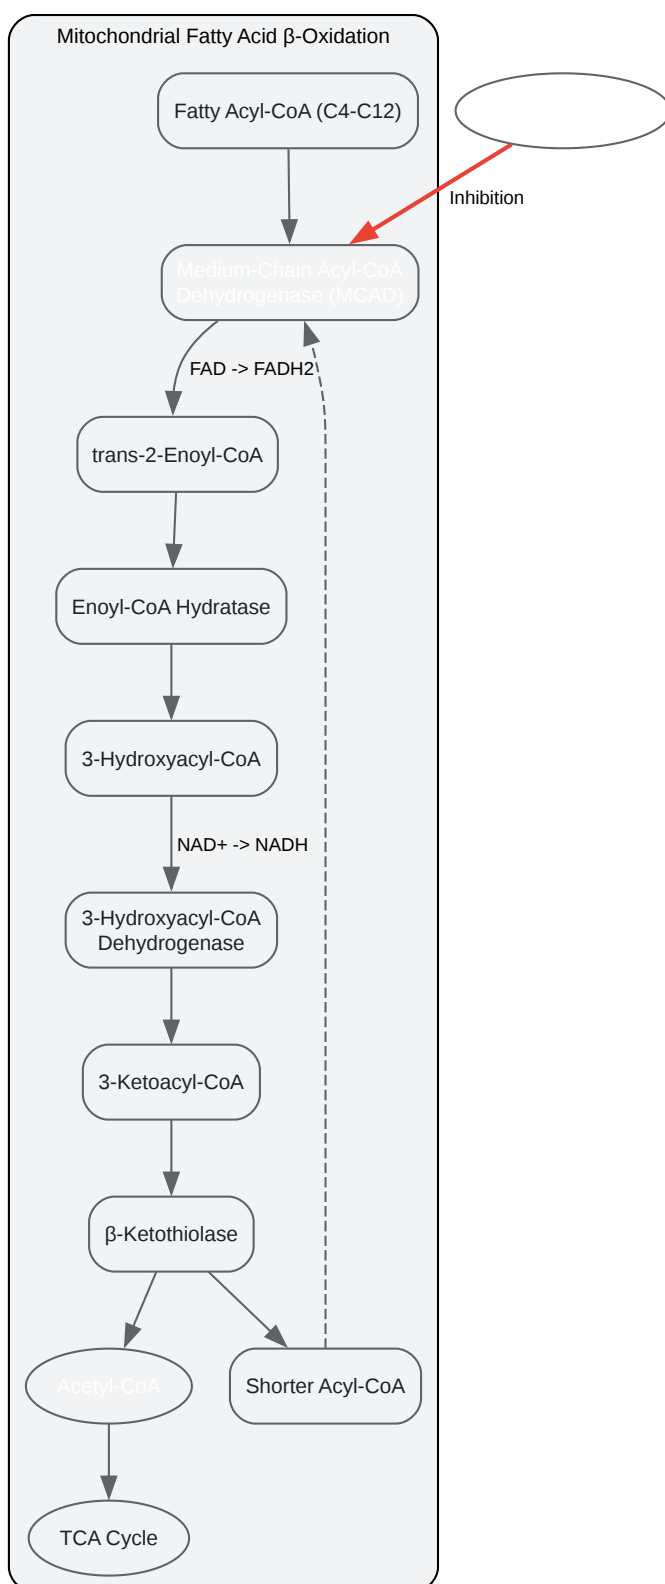 Mitochondrial Fatty Acid β-Oxidation
Fatty Acyl-CoA (C4-C12)
Inhibition
Medium-Chain Acyl-CoA
Dehydrogenase (MCAD)
FAD -> FADH2
trans-2-Enoyl-CoA
Enoyl-CoA Hydratase
3-Hydroxyacyl-CoA
NAD+ -> NADH
3-Hydroxyacyl-CoA
Dehydrogenase
3-Ketoacyl-CoA
β-Ketothiolase
Acetyl-CoA
Shorter Acyl-CoA
TCA Cycle